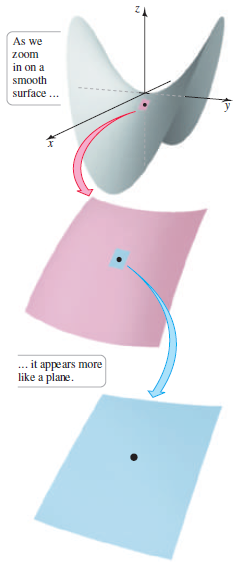 z
As we
zoom
in on a
smooth
surface ...
y
x
... it appears more
like a plane.